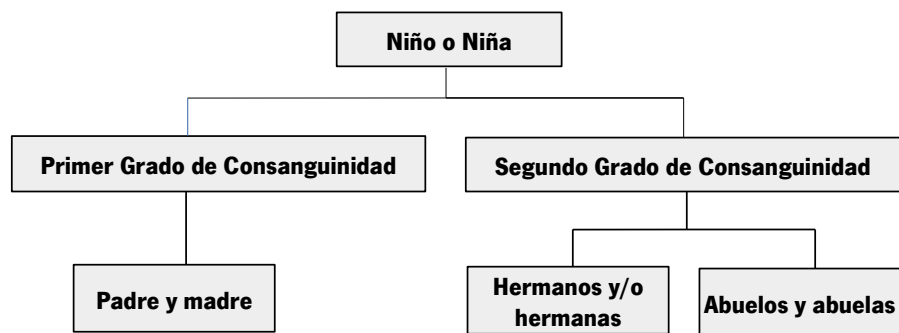 Niño o Niña
Primer Grado de Consanguinidad
Segundo Grado de Consanguinidad
Padre y madre
Hermanos y/o
hermanas
Abuelos y abuelas